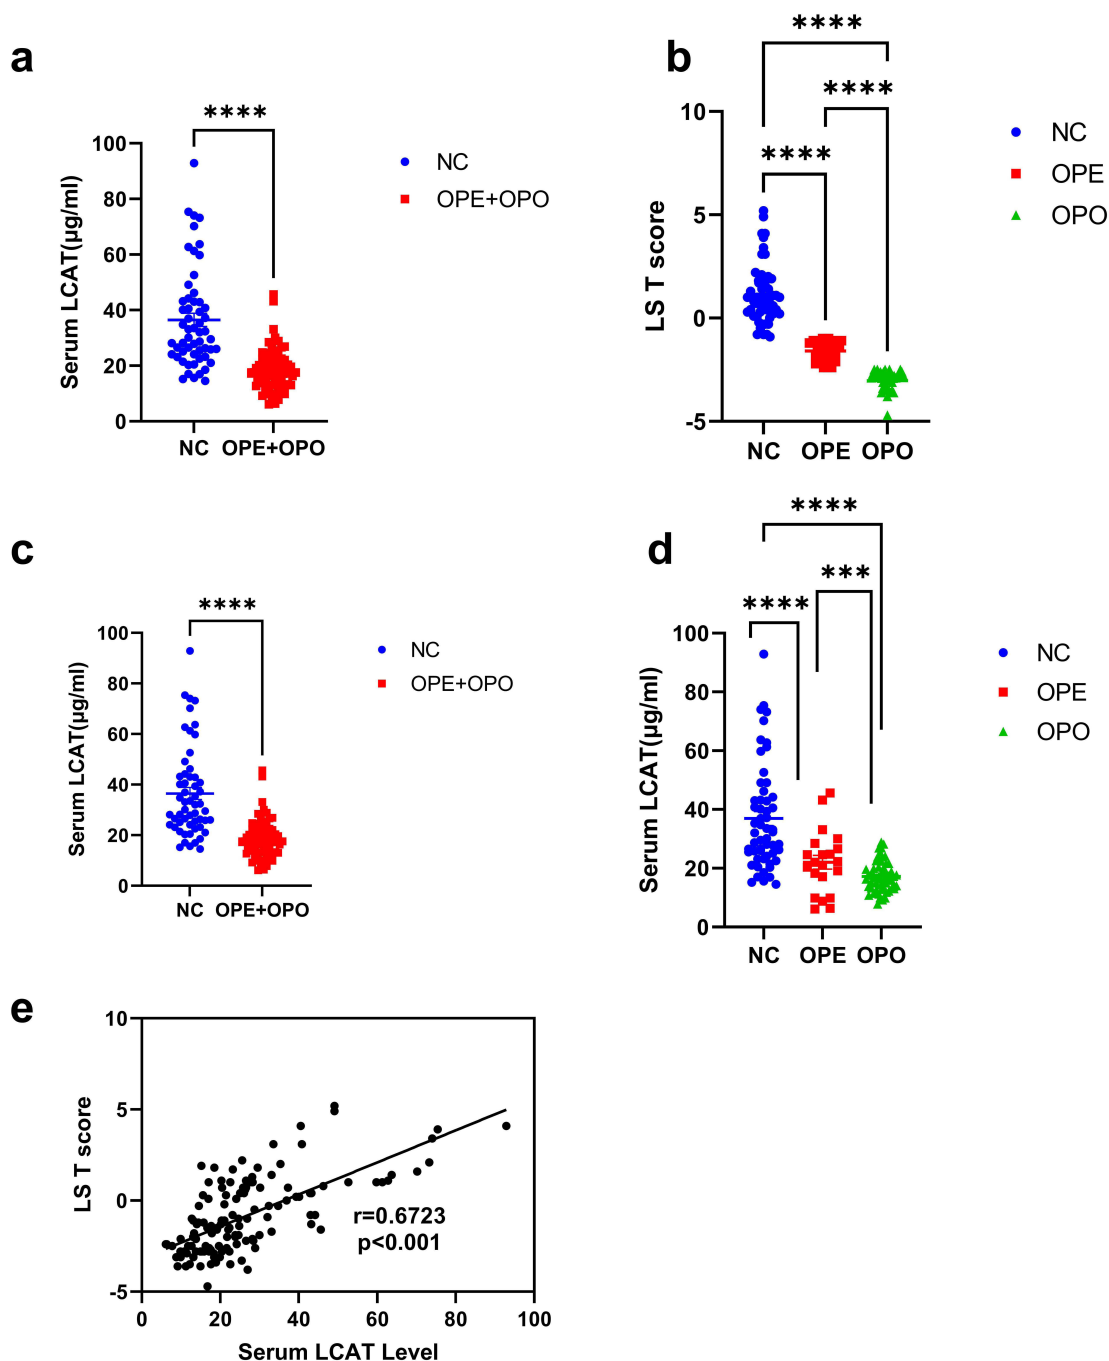 a
****
100
80
60
40
20
0
Serum LCAT(µg/ml)
NC
OPE+OPO
NC
OPE+OPO
b
****
****
****
10
5
0
-5
LS T score
NC
OPE
OPO
NC
OPE
OPO
c
****
100
80
60
40
20
0
Serum LCAT(µg/ml)
NC
OPE+OPO
NC
OPE+OPO
d
****
***
****
100
80
60
40
20
0
Serum LCAT(µg/ml)
NC
OPE
OPO
NC
OPE
OPO
e
10
5
0
-5
LS T score
r=0.6723
p<0.001
0 20 40 60 80 100
Serum LCAT Level